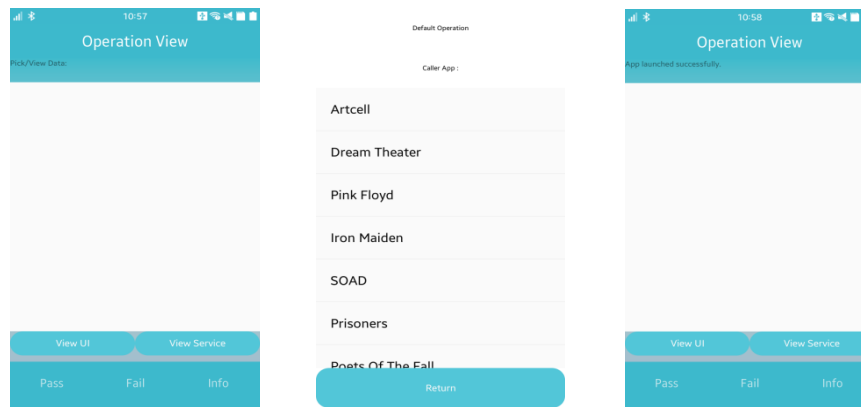 10:57
Operation View
Pick/View Data:
View UI
View Service
Pass
Fail
Info
Default Operation
Caller App :
Artcell
Dream Theater
Pink Floyd
Iron Maiden
SOAD
Prisoners
Poets Of The Fall
Return
10:58
Operation View
App launched successfully.
View UI
View Service
Pass
Fail
Info